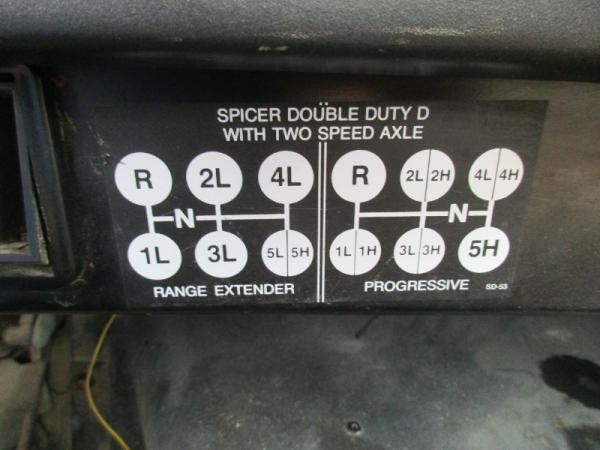 SPICER DOÜBLE DUTY D
WITH TWO SPEED AXLE
R 2L 4L
N
1L 3L 5L 5H
RANGE EXTENDER
R 2L 2H 4L 4H
N
1L 1H 3L 3H 5H
PROGRESSIVE
SD-53